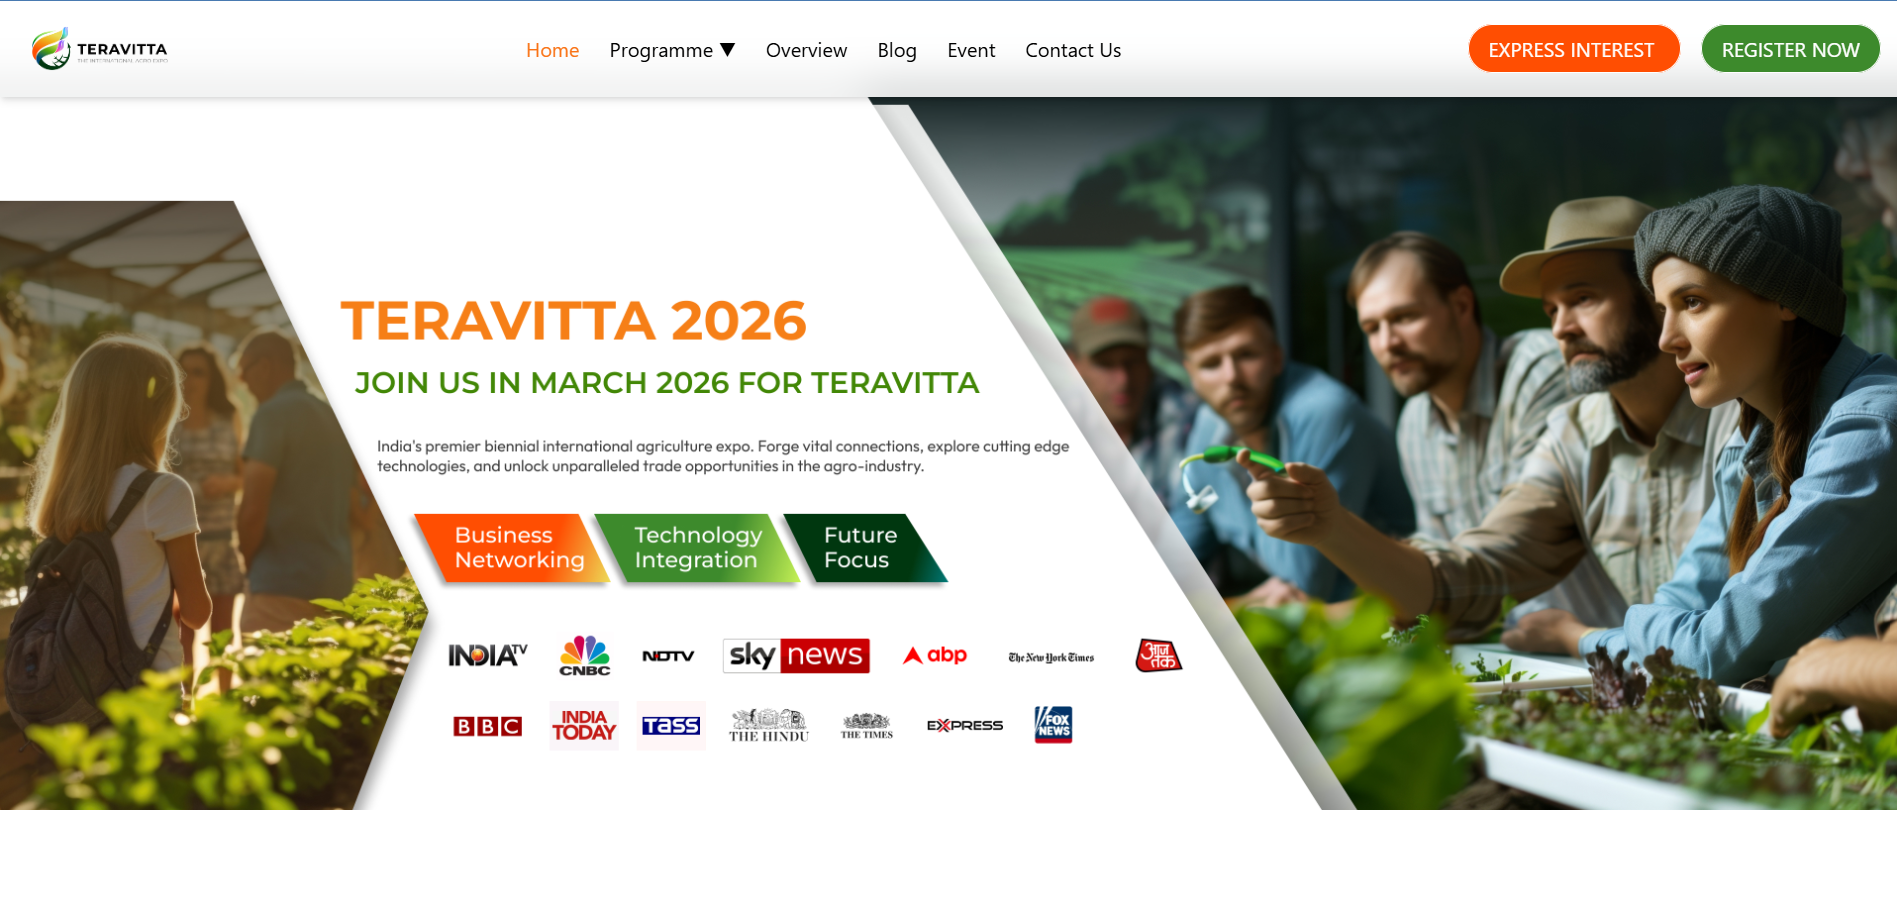 TERAVITTA
THE INTERNATIONAL AGRO EXPO
Home
Programme ▼
Overview
Blog
Event
Contact Us
EXPRESS INTEREST
REGISTER NOW
TERAVITTA 2026
JOIN US IN MARCH 2026 FOR TERAVITTA
India's premier biennial international agriculture expo. Forge vital connections, explore cutting edge
technologies, and unlock unparalleled trade opportunities in the agro-industry.
Business
Networking
Technology
Integration
Future
Focus
INDIA TV
CNBC
NDTV
sky news
abp
The New York Times
आज
तक
BBC
INDIA
TODAY
TASS
THE HINDU
THE TIMES
EXPRESS
FOX
NEWS